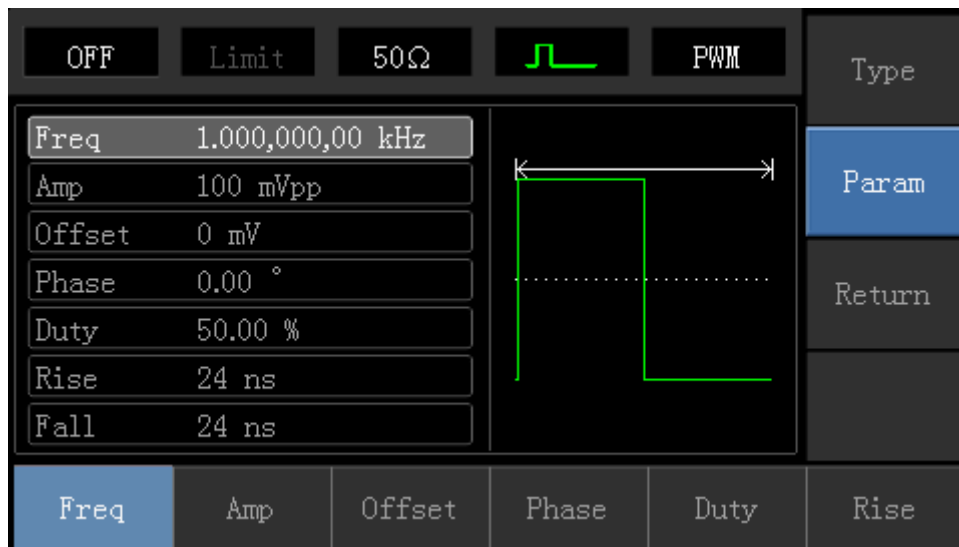 OFF Limit 50Ω PWM
Type
Freq 1.000,000,00 kHz
Amp 100 mVpp
Param
Offset 0 mV
Phase 0.00 °
Return
Duty 50.00 %
Rise 24 ns
Fall 24 ns
Freq Amp Offset Phase Duty Rise